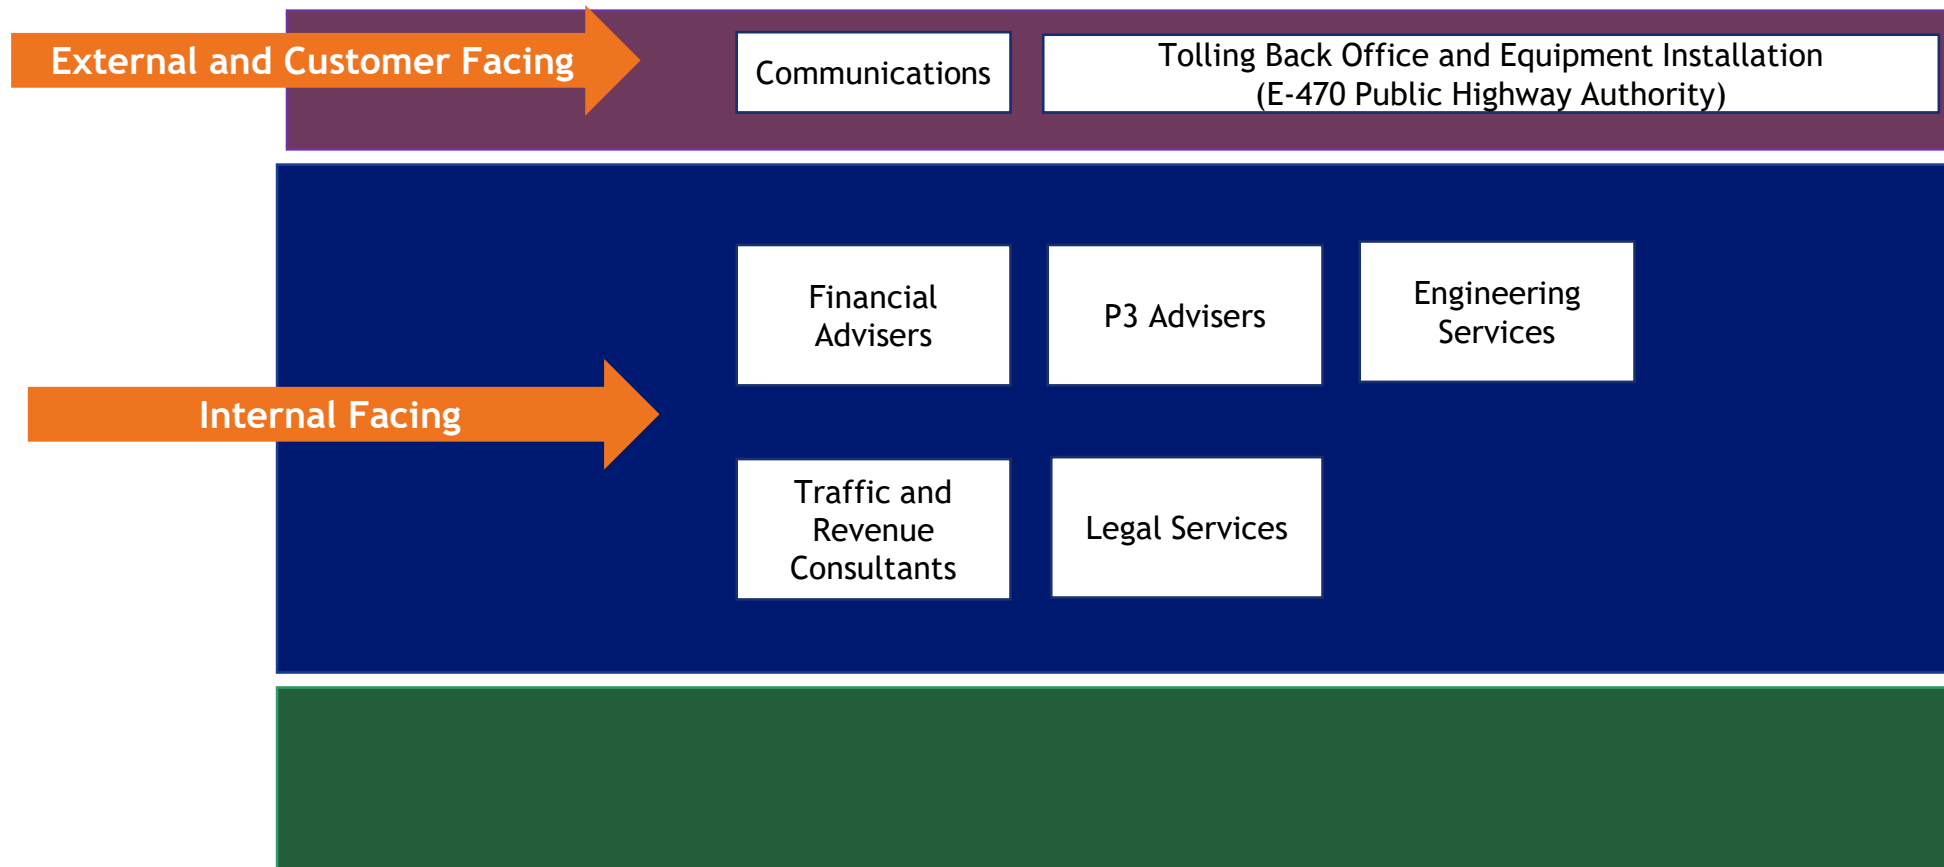 External and Customer Facing
Communications
Tolling Back Office and Equipment Installation
(E-470 Public Highway Authority)
Financial
Advisers
P3 Advisers
Engineering
Services
Internal Facing
Traffic and
Revenue
Consultants
Legal Services